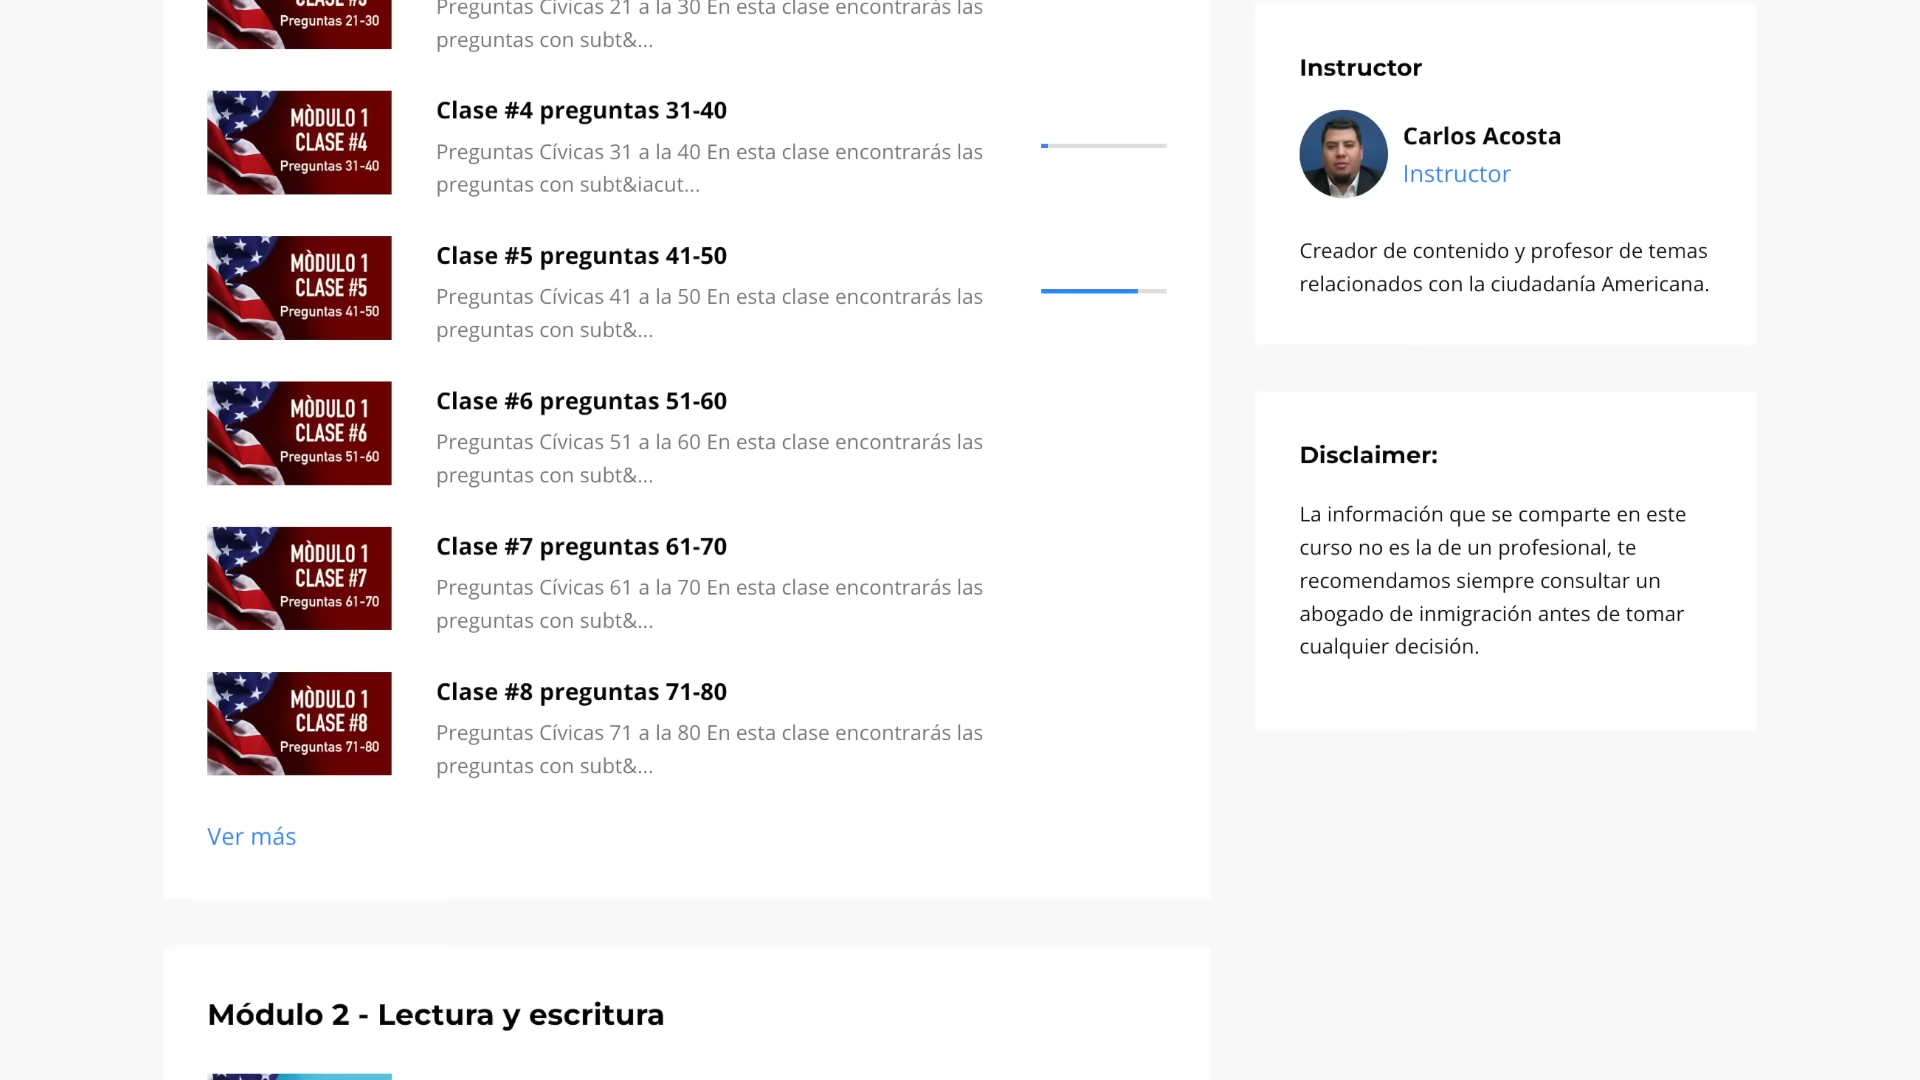 CLASE #3
Preguntas 21-30
Preguntas Cívicas 21 a la 30 En esta clase encontrarás las
preguntas con subt&...
MÒDULO 1
CLASE #4
Preguntas 31-40
Clase #4 preguntas 31-40
Preguntas Cívicas 31 a la 40 En esta clase encontrarás las
preguntas con subt&iacut...
MÒDULO 1
CLASE #5
Preguntas 41-50
Clase #5 preguntas 41-50
Preguntas Cívicas 41 a la 50 En esta clase encontrarás las
preguntas con subt&...
MÒDULO 1
CLASE #6
Preguntas 51-60
Clase #6 preguntas 51-60
Preguntas Cívicas 51 a la 60 En esta clase encontrarás las
preguntas con subt&...
MÒDULO 1
CLASE #7
Preguntas 61-70
Clase #7 preguntas 61-70
Preguntas Cívicas 61 a la 70 En esta clase encontrarás las
preguntas con subt&...
MÒDULO 1
CLASE #8
Preguntas 71-80
Clase #8 preguntas 71-80
Preguntas Cívicas 71 a la 80 En esta clase encontrarás las
preguntas con subt&...
Ver más
Módulo 2 - Lectura y escritura
Instructor
Carlos Acosta
Instructor
Creador de contenido y profesor de temas
relacionados con la ciudadanía Americana.
Disclaimer:
La información que se comparte en este
curso no es la de un profesional, te
recomendamos siempre consultar un
abogado de inmigración antes de tomar
cualquier decisión.